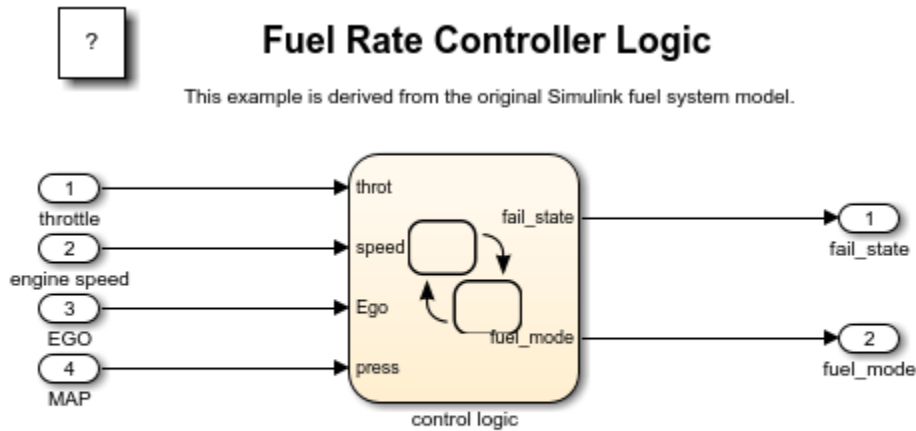 ?
Fuel Rate Controller Logic
This example is derived from the original Simulink fuel system model.
1
throttle
2
engine speed
3
EGO
4
MAP
throt
speed
Ego
press
fail_state
fuel_mode
control logic
1
fail_state
2
fuel_mode